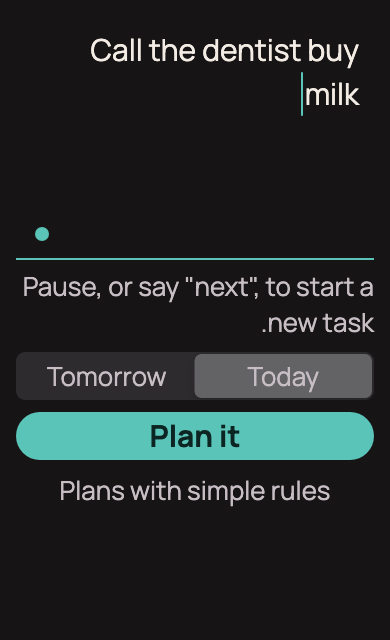 Call the dentist buy
milk
Pause, or say "next", to start a
.new task
Today
Tomorrow
Plan it
Plans with simple rules